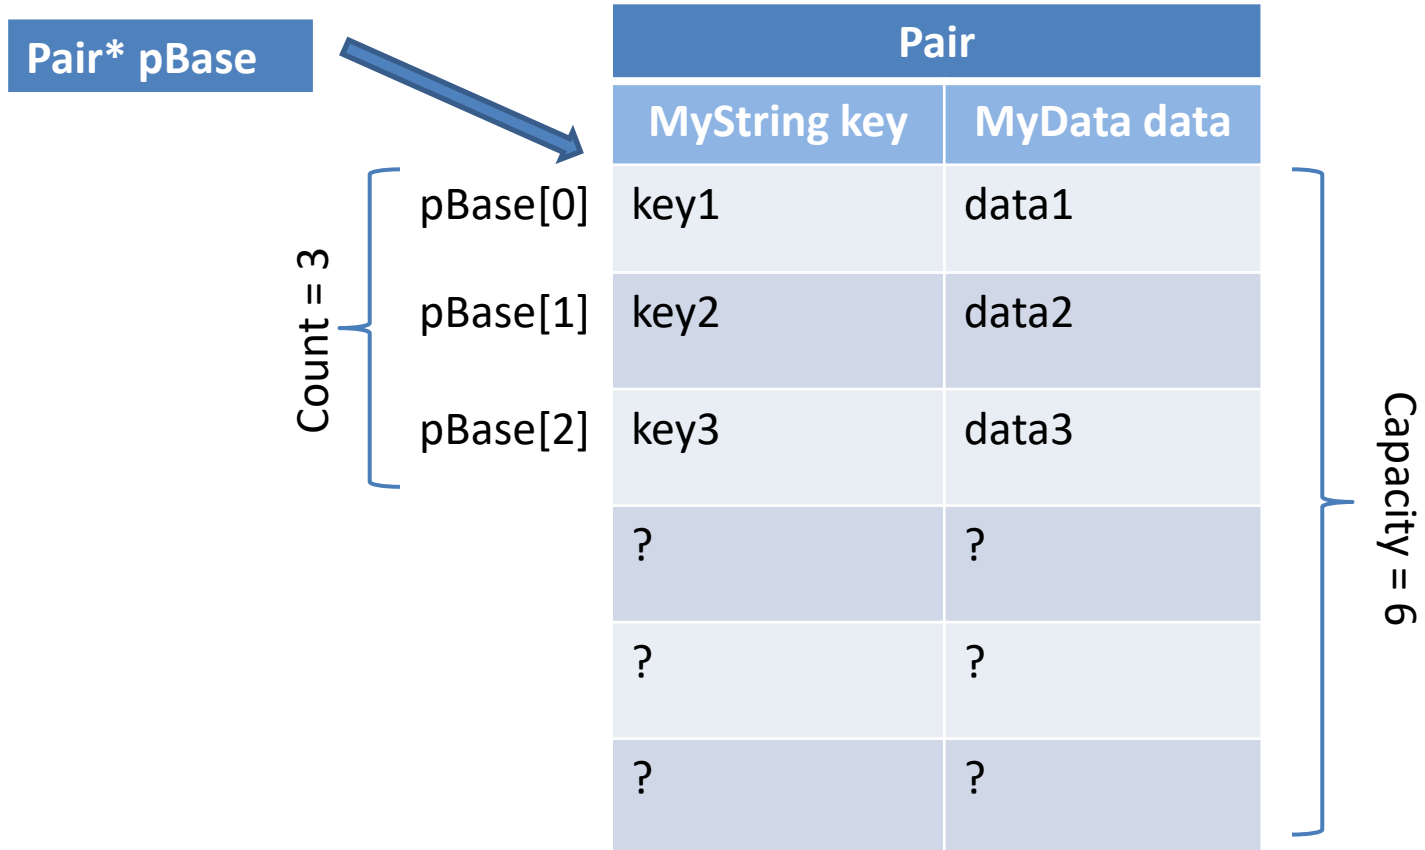 Pair* pBase
Pair
MyString key
MyData data
pBase[0]
key1
data1
pBase[1]
key2
data2
pBase[2]
key3
data3
?
?
?
?
?
?
Count = 3
Capacity = 6